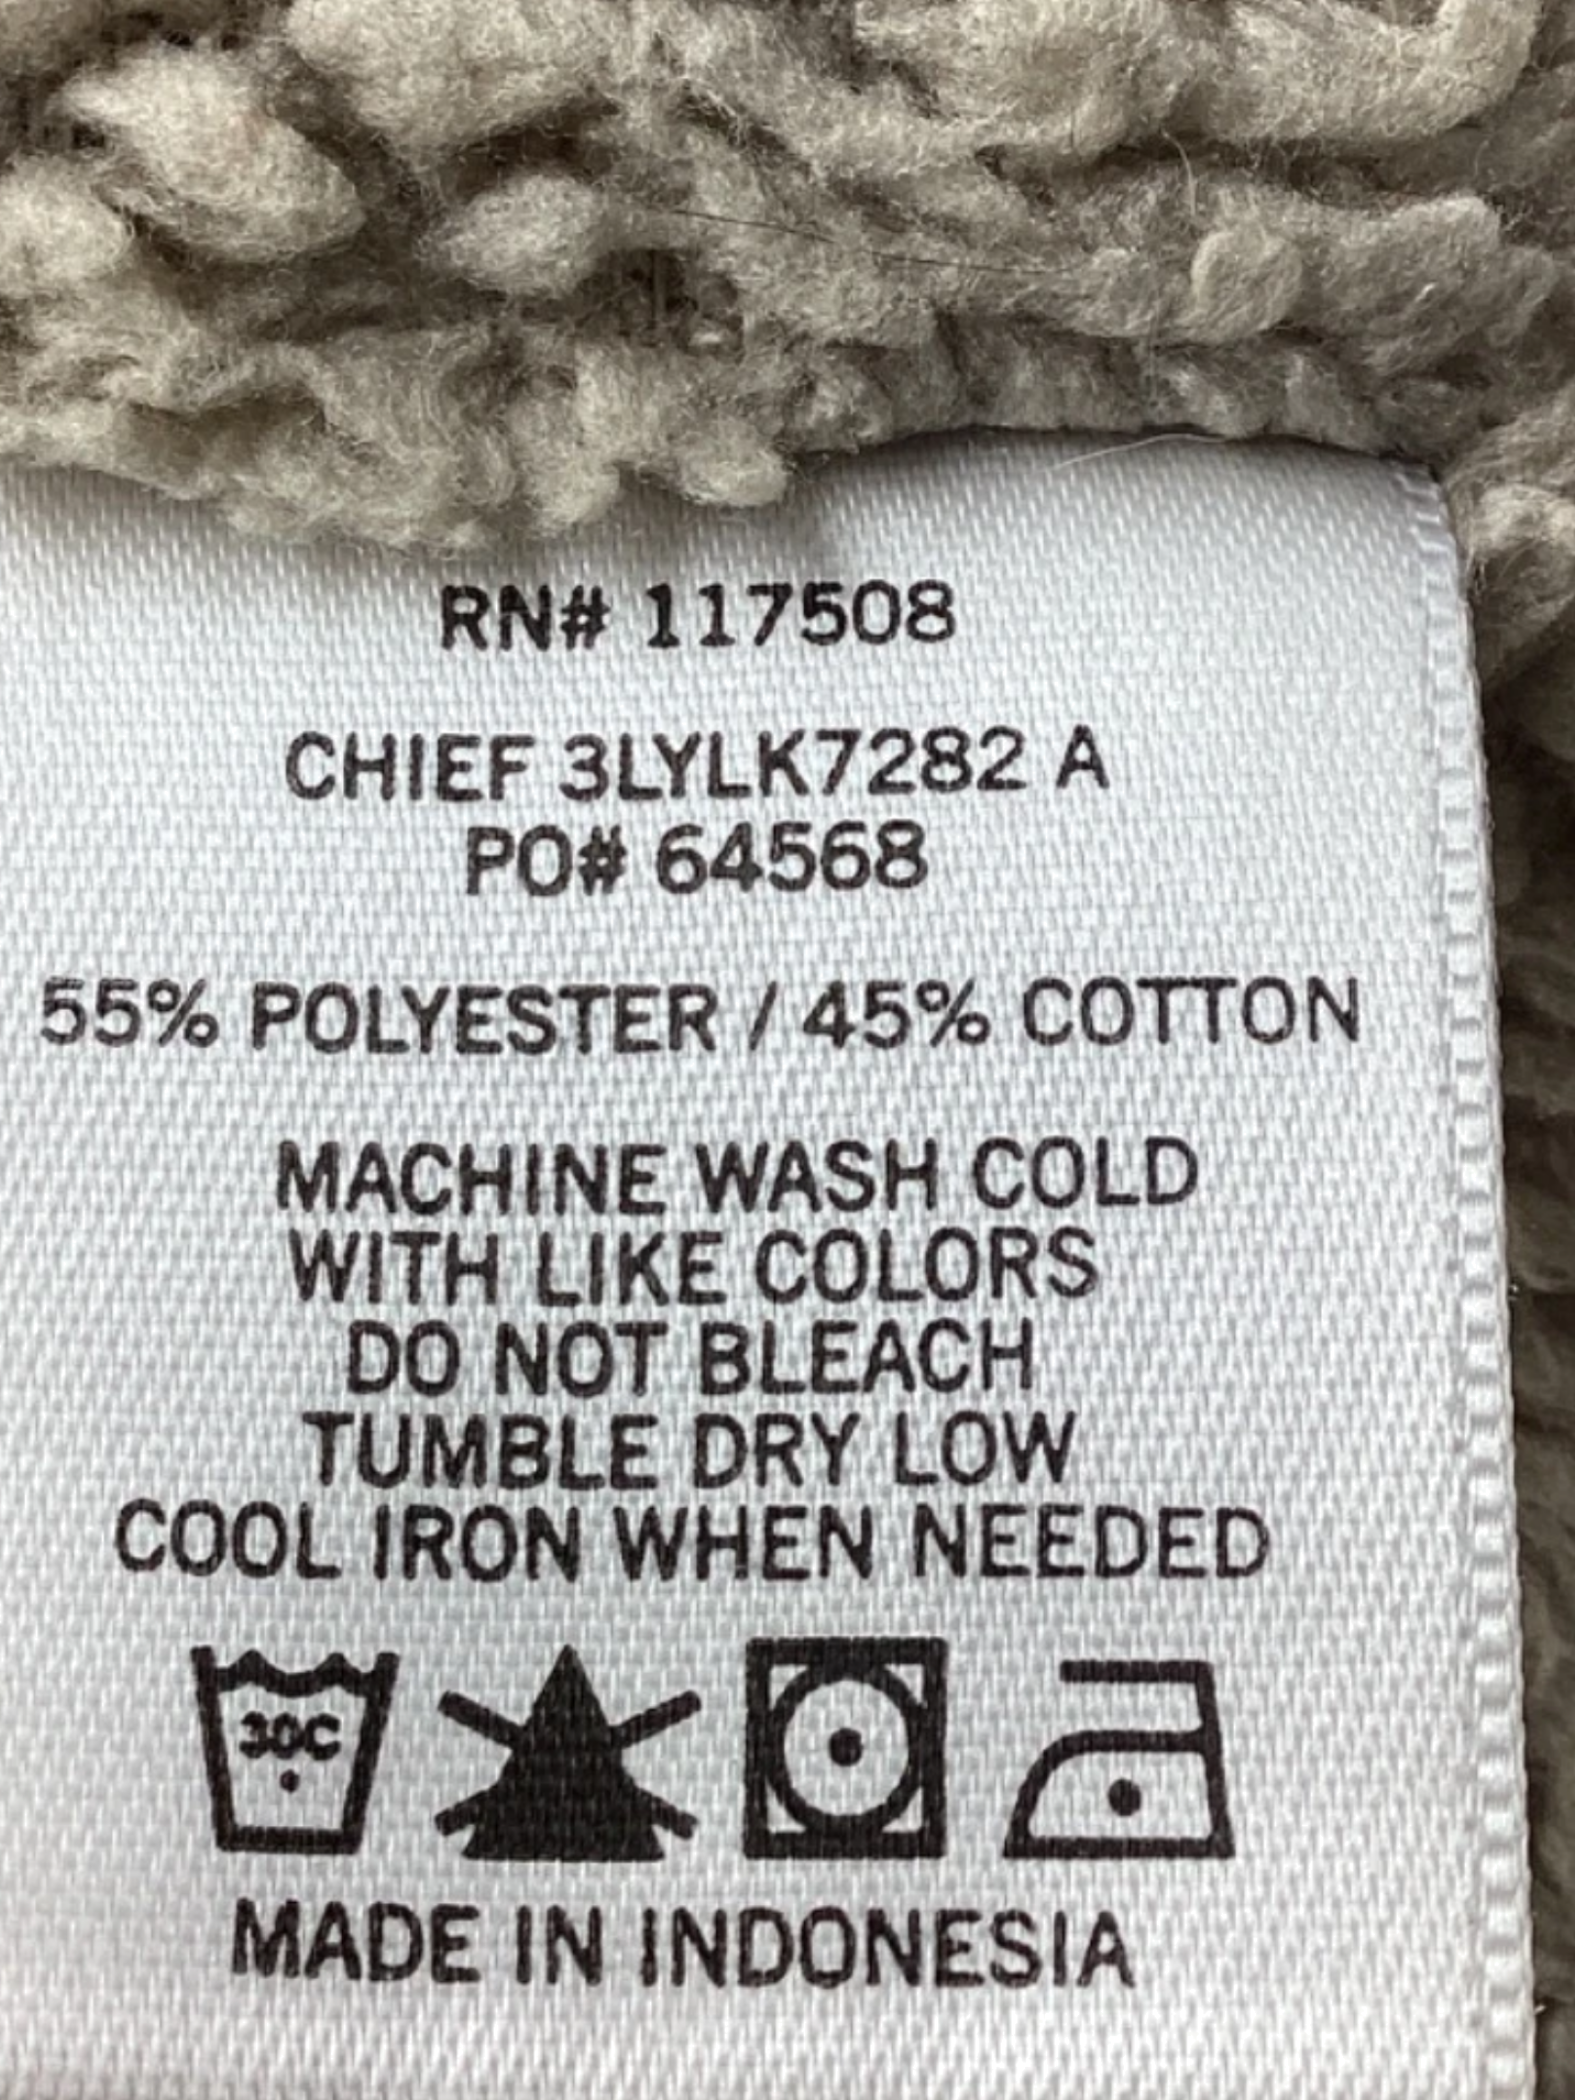 RN# 117508
CHIEF 3LYLK7282 A
PO# 64568
55% POLYESTER / 45% COTTON
MACHINE WASH COLD
WITH LIKE COLORS
DO NOT BLEACH
TUMBLE DRY LOW
COOL IRON WHEN NEEDED
30C
MADE IN INDONESIA